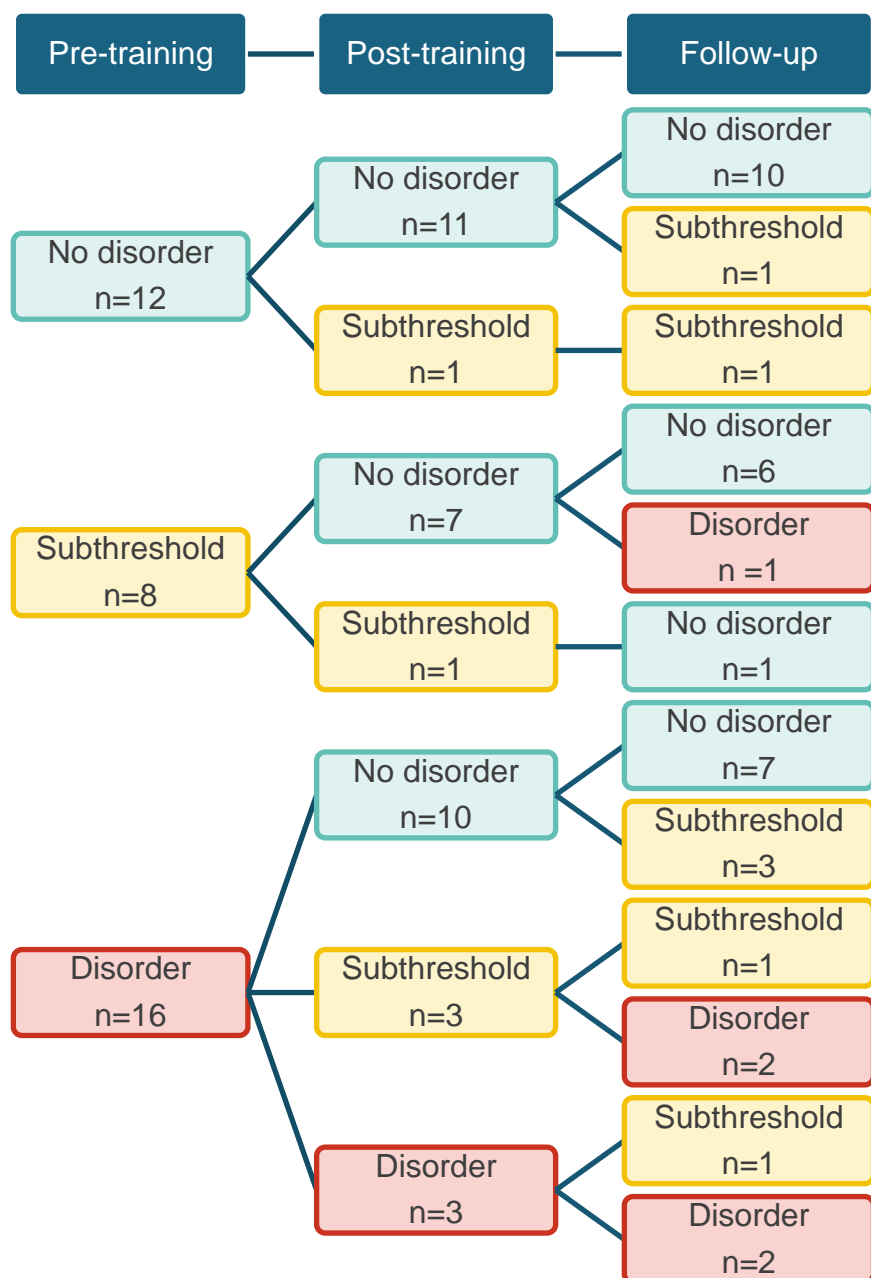 Pre-training
Post-training
Follow-up
No disorder
n=12
No disorder
n=11
No disorder
n=10
Subthreshold
n=1
Subthreshold
n=1
Subthreshold
n=1
Subthreshold
n=8
No disorder
n=7
No disorder
n=6
Disorder
n =1
Subthreshold
n=1
No disorder
n=1
Disorder
n=16
No disorder
n=10
No disorder
n=7
Subthreshold
n=3
Subthreshold
n=3
Subthreshold
n=1
Disorder
n=2
Disorder
n=3
Subthreshold
n=1
Disorder
n=2